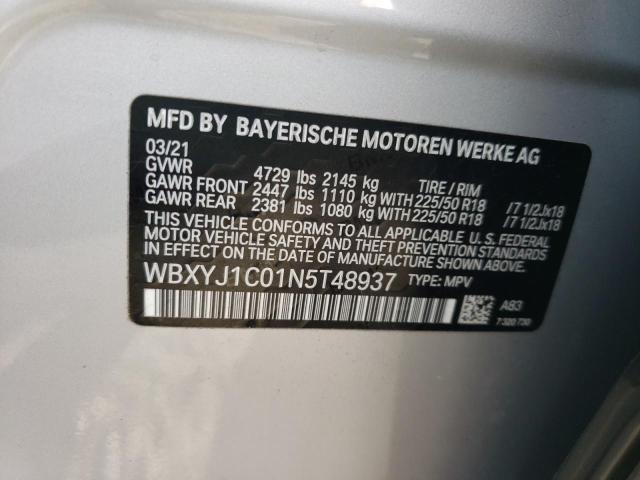 MFD BY BAYERISCHE MOTOREN WERKE AG
03/21
GVWR 4729 lbs 2145 kg TIRE / RIM
GAWR FRONT 2447 lbs 1110 kg WITH 225/50 R18 /7 1/2Jx18
GAWR REAR 2381 lbs 1080 kg WITH 225/50 R18 /7 1/2Jx18
THIS VEHICLE CONFORMS TO ALL APPLICABLE U. S. FEDERAL
MOTOR VEHICLE SAFETY AND THEFT PREVENTION STANDARDS
IN EFFECT ON THE DATE OF MANUFACTURE SHOWN ABOVE.
WBXYJ1C01N5T48937 TYPE: MPV
A83
7 320 730